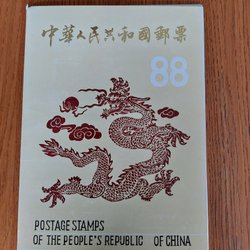 中華人民共和國郵票
88
POSTAGE STAMPS
OF THE PEOPLE'S REPUBLIC OF CHINA